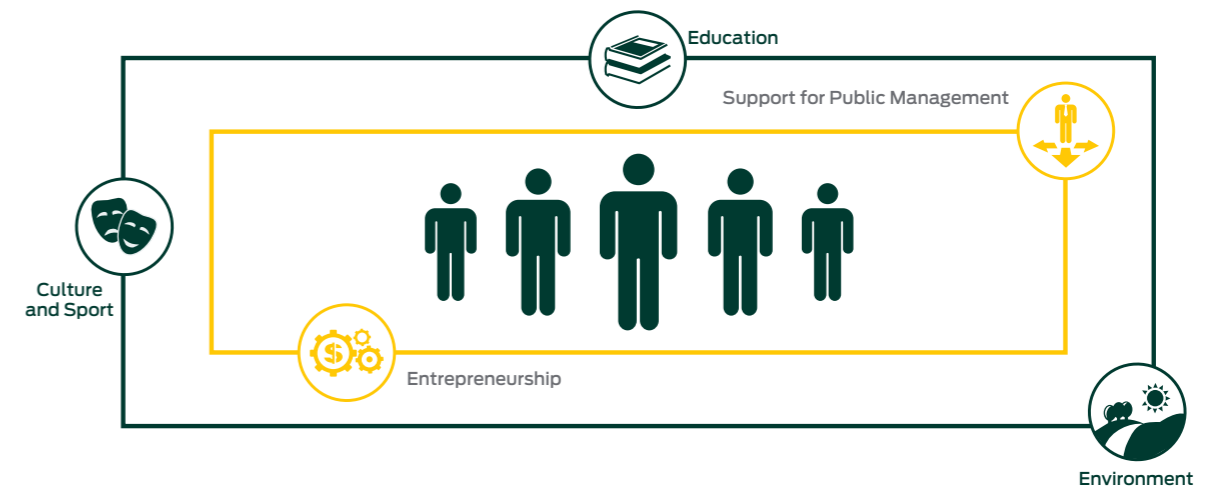 Education
Support for Public Management
Culture
and Sport
$
Entrepreneurship
Environment